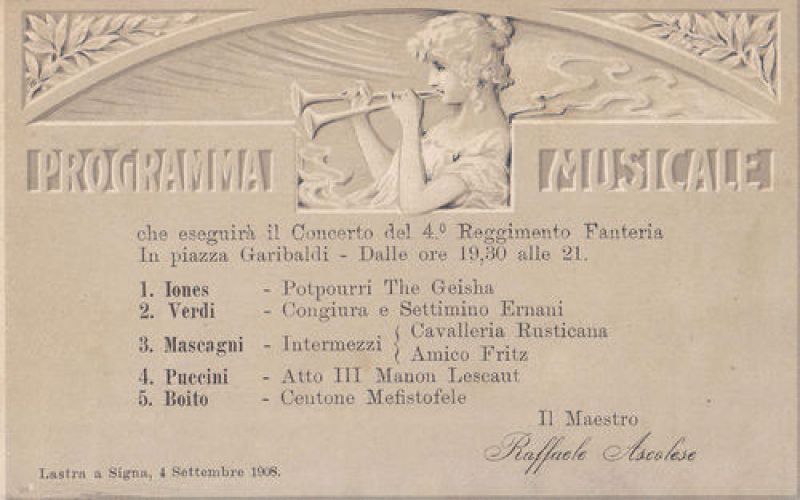 PROGRAMMA MUSICALE
che eseguirà il Concerto del 4.º Reggimento Fanteria
In piazza Garibaldi - Dalle ore 19,30 alle 21.
1. Iones - Potpourri The Geisha
2. Verdi - Congiura e Settimino Ernani
3. Mascagni - Intermezzi { Cavalleria Rusticana
Amico Fritz
4. Puccini - Atto III Manon Lescaut
5. Boito - Centone Mefistofele
Il Maestro
Raffaele Ascolese
Lastra a Signa, 4 Settembre 1908.